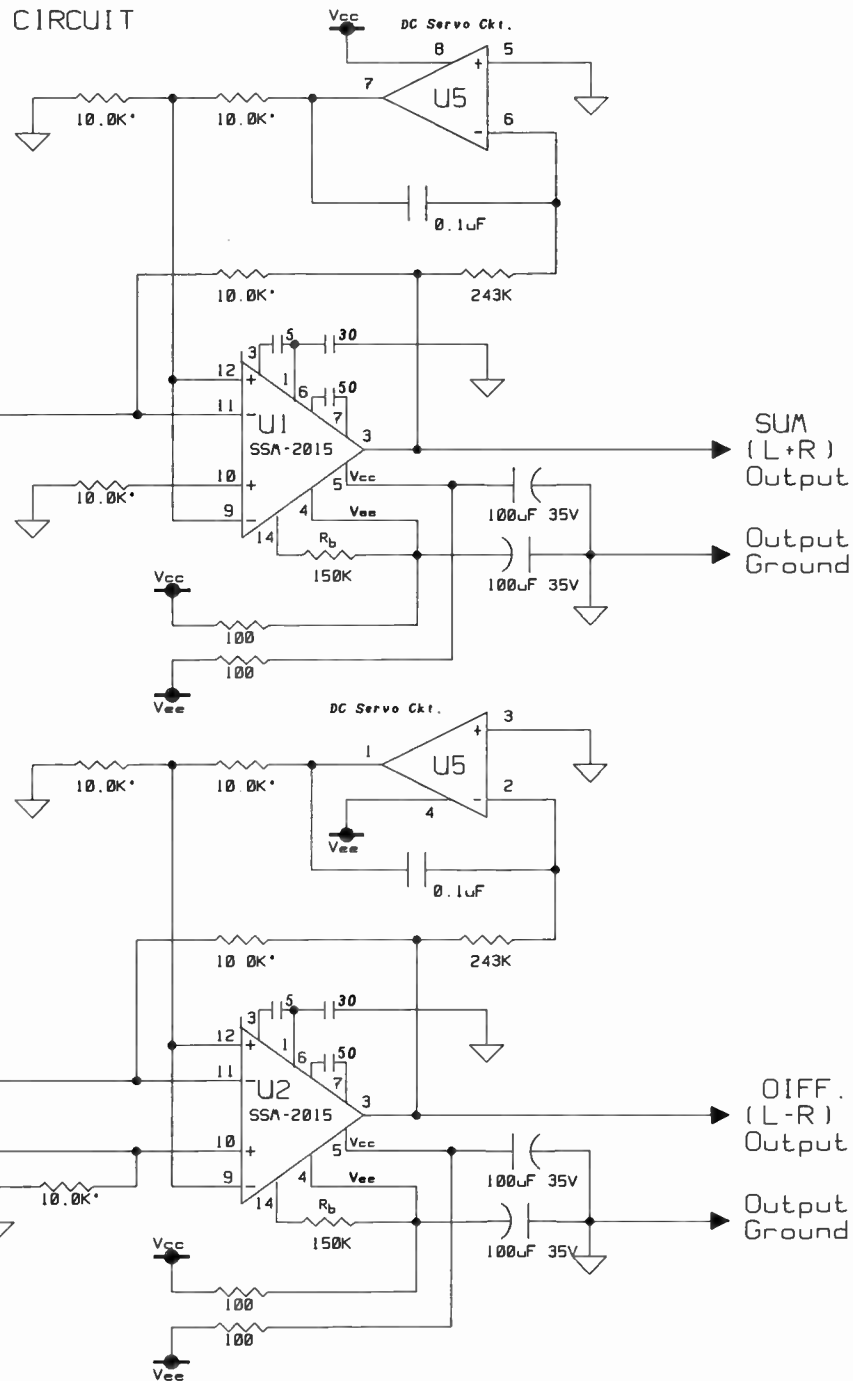 CIRCUIT
Vcc
DC Servo Ckt.
8
5
+
7
U5
10.0K*
10.0K*
-
6
0.1uF
10.0K*
243K
3
5
30
1
12
+
6
50
7
11
-
U1
SSM-2015
3
SUM
(L+R)
Output
10
+
Vcc
5
10.0K*
100uF 35V
4
9
-
Vee
Output
Ground
14
Rb
150K
100uF 35V
Vcc
100
100
Vee
DC Servo Ckt.
3
+
1
U5
10.0K*
10.0K*
-
2
4
Vee
0.1uF
10 0K*
243K
3
5
30
1
12
+
6
50
7
11
-
U2
SSM-2015
3
OIFF.
(L-R)
Output
10
+
Vcc
5
100uF 35V
4
9
-
Vee
10.0K*
Output
Ground
14
Rb
150K
100uF 35V
Vcc
100
100
Vee